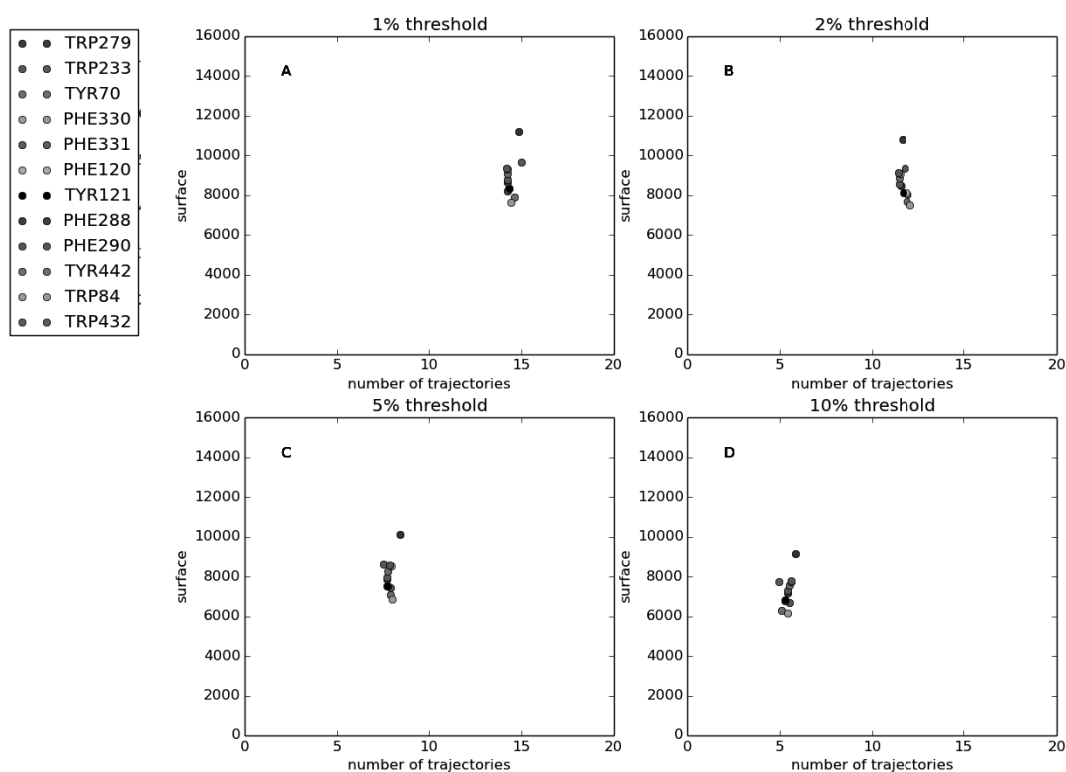 TRP279
TRP233
TYR70
PHE330
PHE331
PHE120
TYR121
PHE288
PHE290
TYR442
TRP84
TRP432
1% threshold
A
surface
16000
14000
12000
10000
8000
6000
4000
2000
0
0 5 10 15 20
number of trajectories
2% threshold
B
surface
16000
14000
12000
10000
8000
6000
4000
2000
0
0 5 10 15 20
number of trajectories
5% threshold
C
surface
16000
14000
12000
10000
8000
6000
4000
2000
0
0 5 10 15 20
number of trajectories
10% threshold
D
surface
16000
14000
12000
10000
8000
6000
4000
2000
0
0 5 10 15 20
number of trajectories